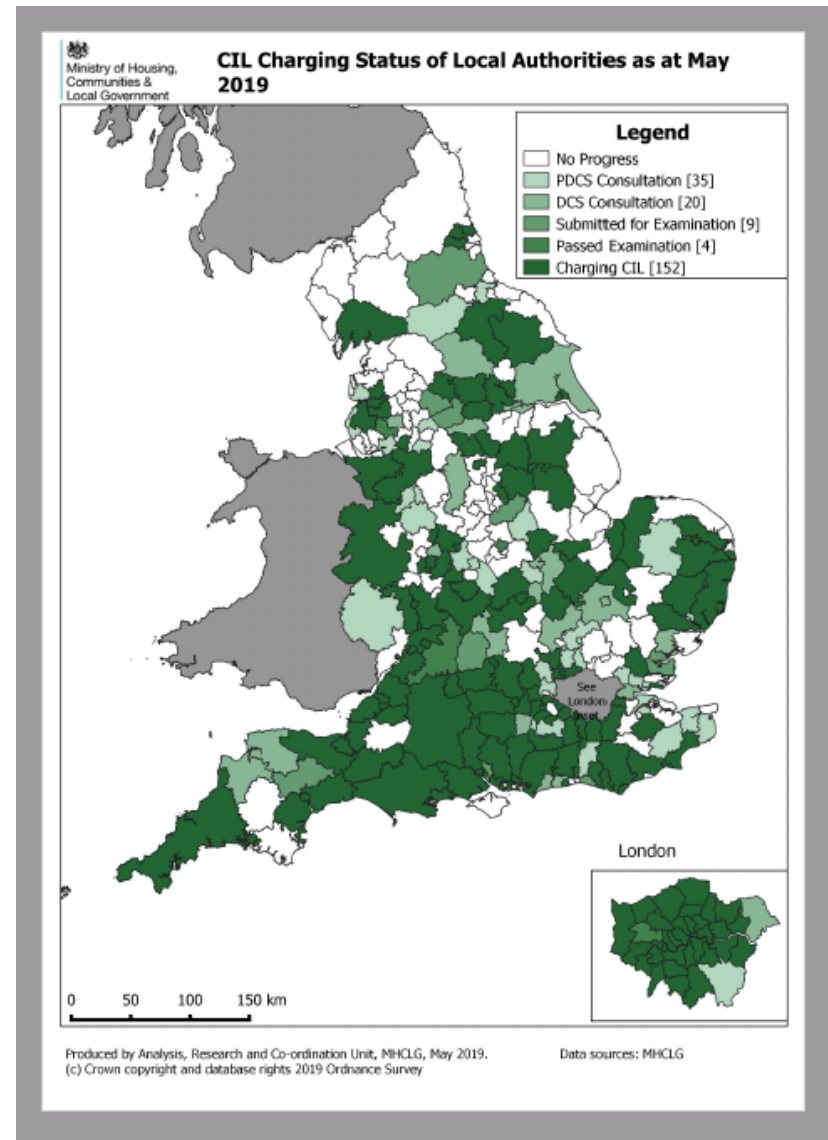 Ministry of Housing,
Communities &
Local Government
CIL Charging Status of Local Authorities as at May
2019
Legend
No Progress
PDCS Consultation [35]
DCS Consultation [20]
Submitted for Examination [9]
Passed Examination [4]
Charging CIL [152]
See
London
Inset
London
0 50 100 150 km
Produced by Analysis, Research and Co-ordination Unit, MHCLG, May 2019.
Data sources: MHCLG
(c) Crown copyright and database rights 2019 Ordnance Survey